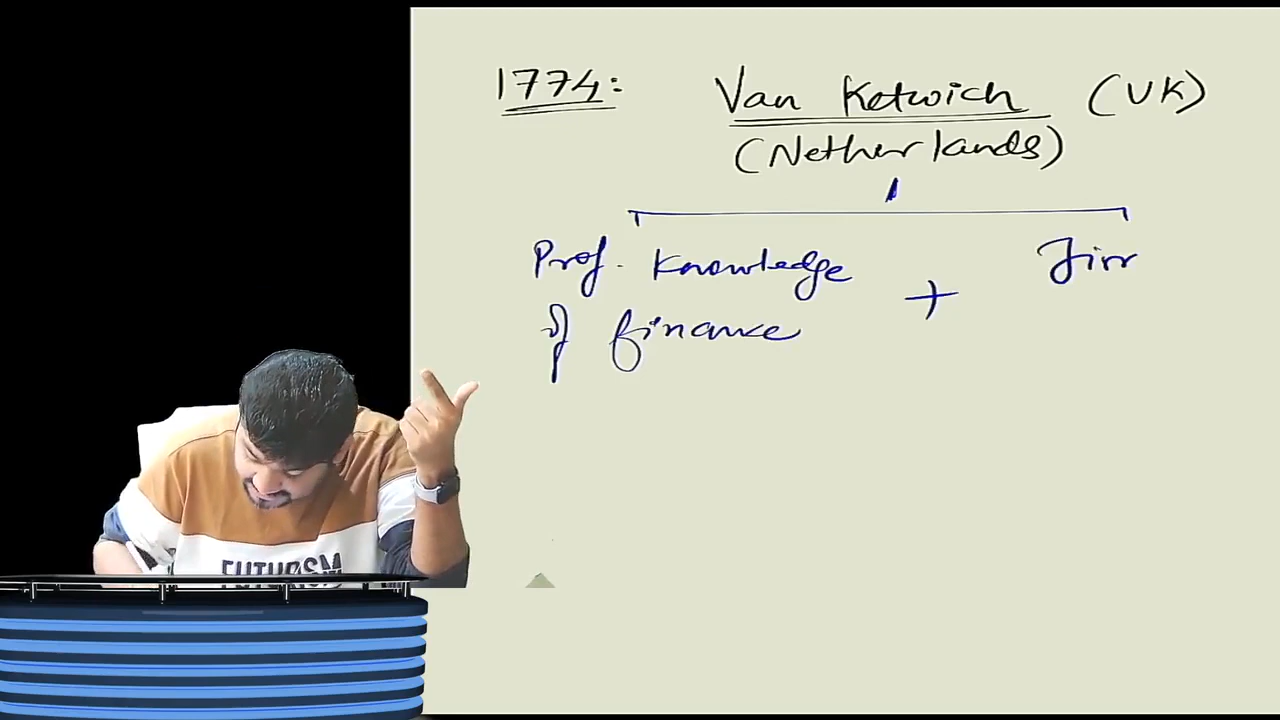 1774: Van Ketwich (UK)
(Netherlands)
Prof. Knowledge + Firr
of finance
FUTURISM